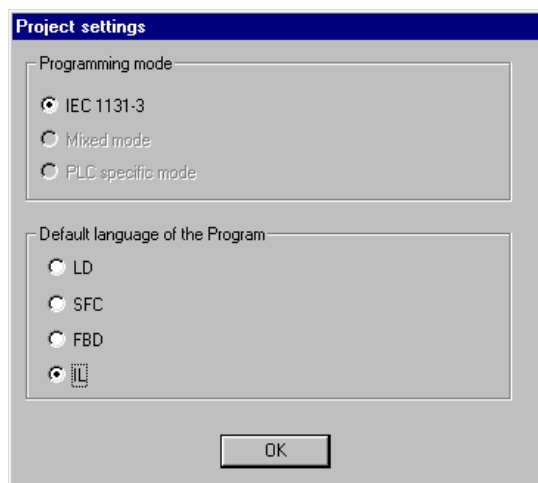 Project settings
Programming mode
IEC 1131-3
Mixed mode
PLC specific mode
Default language of the Program
LD
SFC
FBD
IL
OK